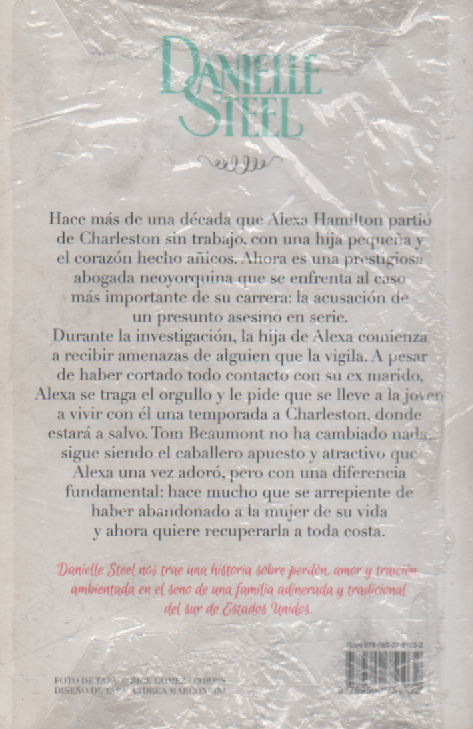 DANIELLE
STEEL
Hace más de una década que Alexa Hamilton partió
de Charleston sin trabajo, con una hija pequeña y
el corazón hecho añicos. Ahora es una prestigiosa
abogada neoyorquina que se enfrenta al caso
más importante de su carrera: la acusación de
un presunto asesino en serie.
Durante la investigación, la hija de Alexa comienza
a recibir amenazas de alguien que la vigila. A pesar
de haber cortado todo contacto con su ex marido,
Alexa se traga el orgullo y le pide que se lleve a la joven
a vivir con él una temporada a Charleston, donde
estará a salvo. Tom Beaumont no ha cambiado nada,
sigue siendo el caballero apuesto y atractivo que
Alexa una vez adoró, pero con una diferencia
fundamental: hace mucho que se arrepiente de
haber abandonado a la mujer de su vida
y ahora quiere recuperarla a toda costa.
Danielle Steel nos trae una historia sobre perdón, amor y traición
ambientada en el seno de una familia adinerada y tradicional
del sur de Estados Unidos.
ISBN
FOTO DE TAPA: GOMEZ / CORBIS
DISEÑO DE ANDREA